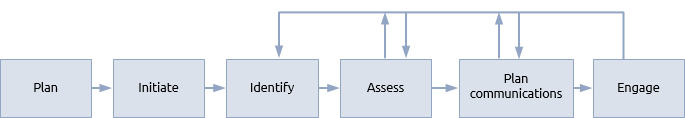 Plan
Initiate
Identify
Assess
Plan
communications
Engage